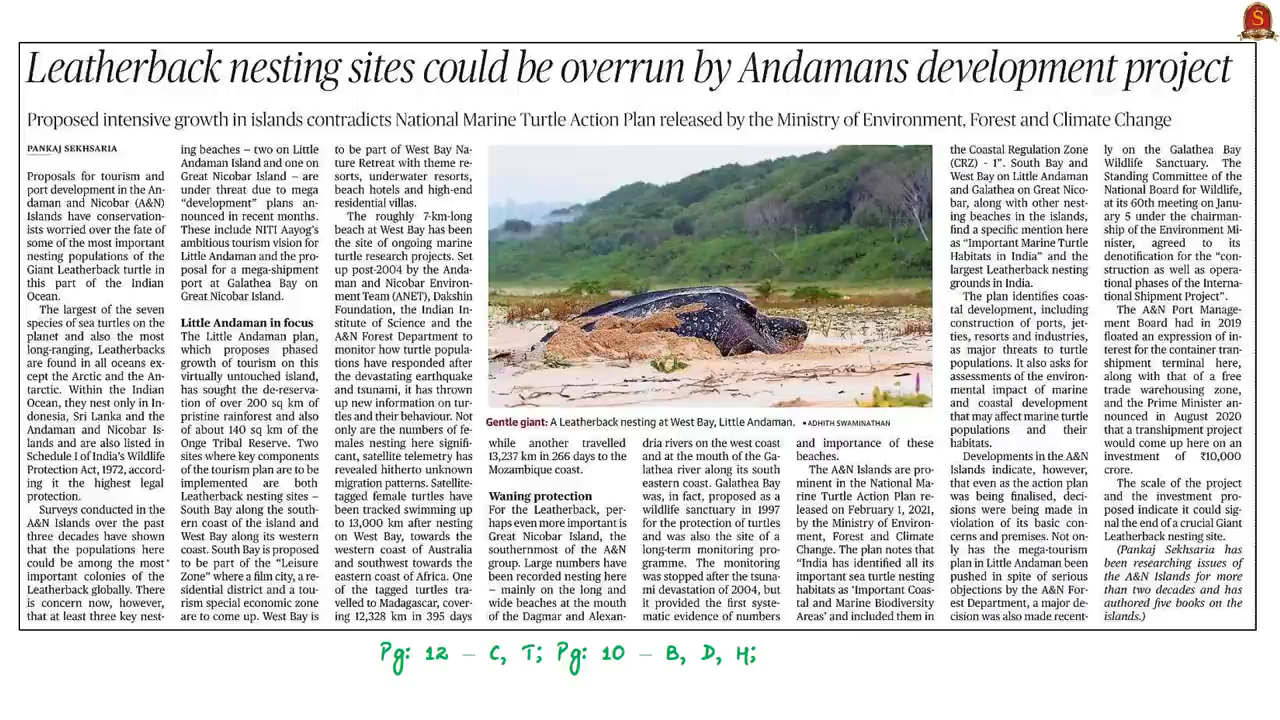 S
Leatherback nesting sites could be overrun by Andamans development project
Proposed intensive growth in islands contradicts National Marine Turtle Action Plan released by the Ministry of Environment, Forest and Climate Change
PANKAJ SEKHSARIA
Proposals for tourism and
port development in the An-
daman and Nicobar (A&N)
Islands have conservation-
ists worried over the fate of
some of the most important
nesting populations of the
Giant Leatherback turtle in
this part of the Indian
Ocean.
The largest of the seven
species of sea turtles on the
planet and also the most
long-ranging, Leatherbacks
are found in all oceans ex-
cept the Arctic and the An-
tarctic. Within the Indian
Ocean, they nest only in In-
donesia, Sri Lanka and the
Andaman and Nicobar Is-
lands and are also listed in
Schedule I of India's Wildlife
Protection Act, 1972, accord-
ing it the highest legal
protection.
Surveys conducted in the
A&N Islands over the past
three decades have shown
that the populations here
could be among the most
important colonies of the
Leatherback globally. There
is concern now, however,
that at least three key nest-
ing beaches – two on Little
Andaman Island and one on
Great Nicobar Island – are
under threat due to mega
"development" plans an-
nounced in recent months.
These include NITI Aayog's
ambitious tourism vision for
Little Andaman and the pro-
posal for a mega-shipment
port at Galathea Bay on
Great Nicobar Island.
Little Andaman in focus
The Little Andaman plan,
which proposes phased
growth of tourism on this
virtually untouched island,
has sought the de-reserva-
tion of over 200 sq km of
pristine rainforest and also
of about 140 sq km of the
Onge Tribal Reserve. Two
sites where key components
of the tourism plan are to be
implemented are both
Leatherback nesting sites –
South Bay along the south-
ern coast of the island and
West Bay along its western
coast. South Bay is proposed
to be part of the "Leisure
Zone" where a film city, a re-
sidential district and a tou-
rism special economic zone
are to come up. West Bay is
to be part of West Bay Na-
ture Retreat with theme re-
sorts, underwater resorts,
beach hotels and high-end
residential villas.
The roughly 7-km-long
beach at West Bay has been
the site of ongoing marine
turtle research projects. Set
up post-2004 by the Anda-
man and Nicobar Environ-
ment Team (ANET), Dakshin
Foundation, the Indian In-
stitute of Science and the
A&N Forest Department to
monitor how turtle popula-
tions have responded after
the devastating earthquake
and tsunami, it has thrown
up new information on tur-
tles and their behaviour. Not
only are the numbers of fe-
males nesting here signifi-
cant, satellite telemetry has
revealed hitherto unknown
migration patterns. Satellite-
tagged female turtles have
been tracked swimming up
to 13,000 km after nesting
on West Bay, towards the
western coast of Australia
and southwest towards the
eastern coast of Africa. One
of the tagged turtles tra-
velled to Madagascar, cover-
ing 12,328 km in 395 days
Gentle giant: A Leatherback nesting at West Bay, Little Andaman. • ADHITH SWAMINATHAN
while another travelled
13,237 km in 266 days to the
Mozambique coast.
Waning protection
For the Leatherback, per-
haps even more important is
Great Nicobar Island, the
southernmost of the A&N
group. Large numbers have
been recorded nesting here
– mainly on the long and
wide beaches at the mouth
of the Dagmar and Alexan-
dria rivers on the west coast
and at the mouth of the Ga-
lathea river along its south
eastern coast. Galathea Bay
was, in fact, proposed as a
wildlife sanctuary in 1997
for the protection of turtles
and was also the site of a
long-term monitoring pro-
gramme. The monitoring
was stopped after the tsuna-
mi devastation of 2004, but
it provided the first syste-
matic evidence of numbers
and importance of these
beaches.
The A&N Islands are pro-
minent in the National Ma-
rine Turtle Action Plan re-
leased on February 1, 2021,
by the Ministry of Environ-
ment, Forest and Climate
Change. The plan notes that
"India has identified all its
important sea turtle nesting
habitats as 'Important Coas-
tal and Marine Biodiversity
Areas' and included them in
the Coastal Regulation Zone
(CRZ) - 1". South Bay and
West Bay on Little Andaman
and Galathea on Great Nico-
bar, along with other nest-
ing beaches in the islands,
find a specific mention here
as "Important Marine Turtle
Habitats in India" and the
largest Leatherback nesting
grounds in India.
The plan identifies coas-
tal development, including
construction of ports, jet-
ties, resorts and industries,
as major threats to turtle
populations. It also asks for
assessments of the environ-
mental impact of marine
and coastal development
that may affect marine turtle
populations and their
habitats.
Developments in the A&N
Islands indicate, however,
that even as the action plan
was being finalised, deci-
sions were being made in
violation of its basic con-
cerns and premises. Not on-
ly has the mega-tourism
plan in Little Andaman been
pushed in spite of serious
objections by the A&N For-
est Department, a major de-
cision was also made recent-
ly on the Galathea Bay
Wildlife Sanctuary. The
Standing Committee of the
National Board for Wildlife,
at its 60th meeting on Janu-
ary 5 under the chairman-
ship of the Environment Mi-
nister, agreed to its
denotification for the "con-
struction as well as opera-
tional phases of the Interna-
tional Shipment Project".
The A&N Port Manage-
ment Board had in 2019
floated an expression of in-
terest for the container tran-
shipment terminal here,
along with that of a free
trade warehousing zone,
and the Prime Minister an-
nounced in August 2020
that a transhipment project
would come up here on an
investment of ₹10,000
crore.
The scale of the project
and the investment pro-
posed indicate it could sig-
nal the end of a crucial Giant
Leatherback nesting site.
(Pankaj Sekhsaria has
been researching issues of
the A&N Islands for more
than two decades and has
authored five books on the
islands.)
Pg: 12 – C, T; Pg: 10 – B, D, H;